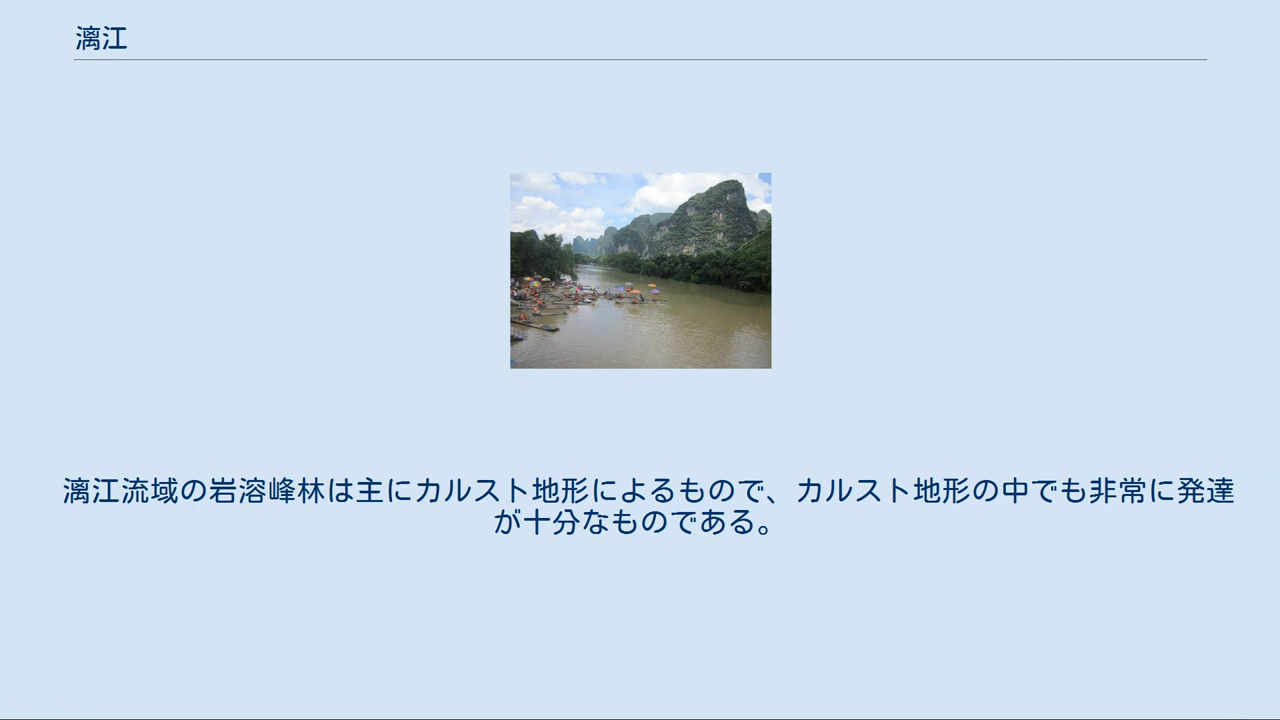 漓江
漓江流域の岩溶峰林は主にカルスト地形によるもので、カルスト地形の中でも非常に発達
が十分なものである。